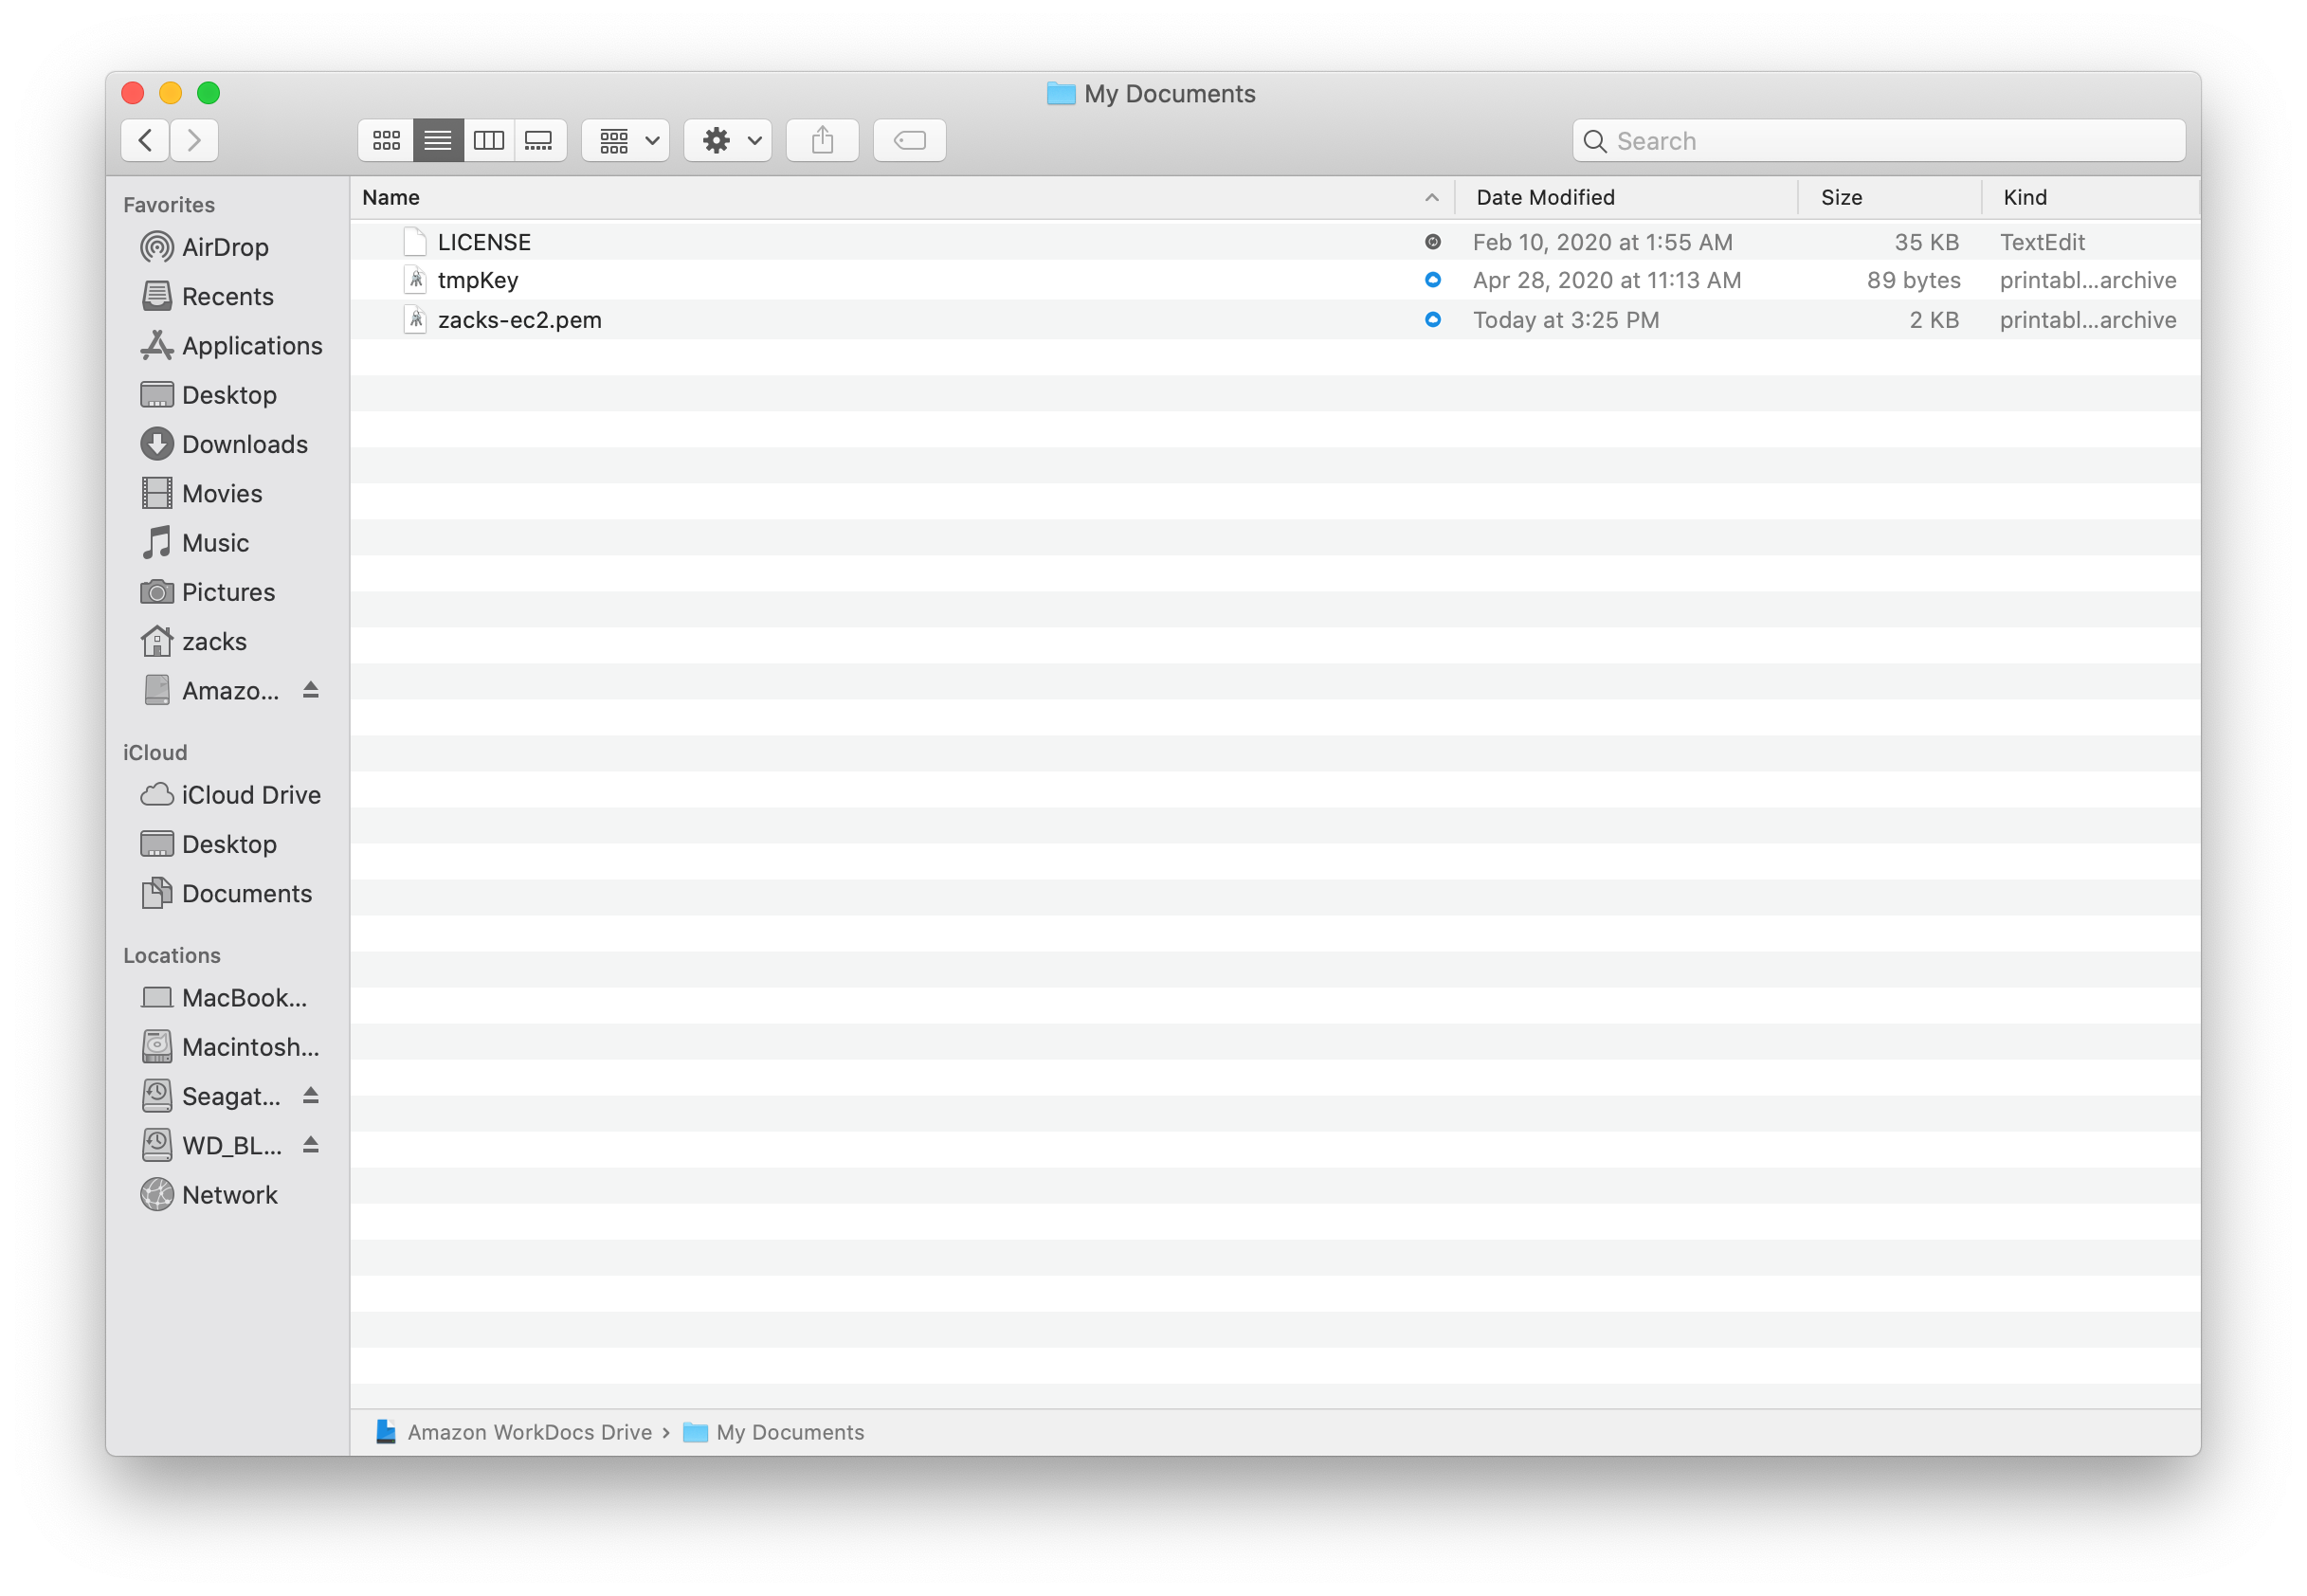 My Documents
Search
Favorites
AirDrop
Recents
Applications
Desktop
Downloads
Movies
Music
Pictures
zacks
Amazo...
iCloud
iCloud Drive
Desktop
Documents
Locations
MacBook...
Macintosh...
Seagat...
WD_BL...
Network
Name Date Modified Size Kind
LICENSE Feb 10, 2020 at 1:55 AM 35 KB TextEdit
tmpKey Apr 28, 2020 at 11:13 AM 89 bytes printabl...archive
zacks-ec2.pem Today at 3:25 PM 2 KB printabl...archive
Amazon WorkDocs Drive › My Documents